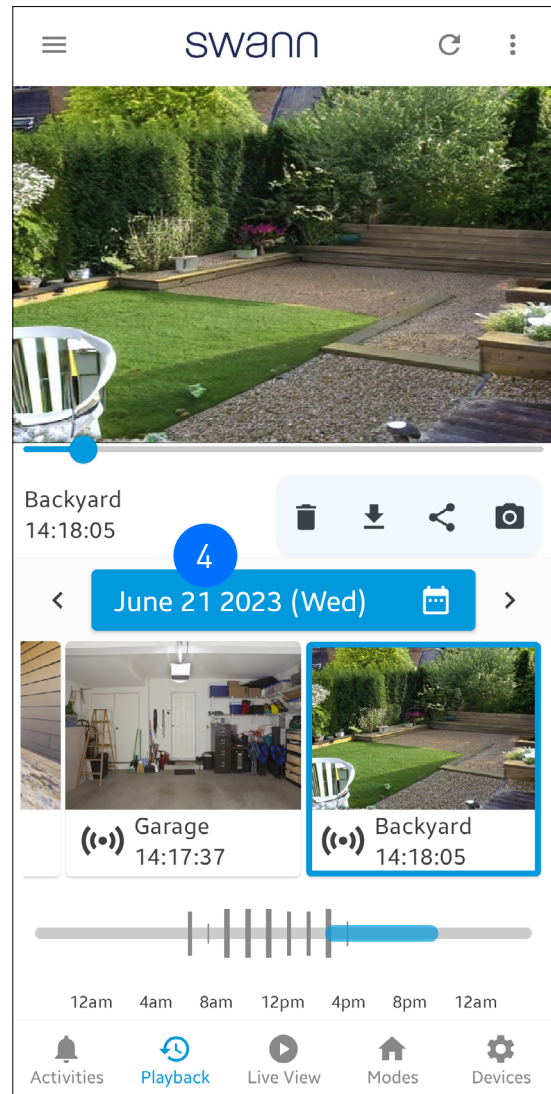 swann
Backyard
14:18:05
4
June 21 2023 (Wed)
Garage
14:17:37
Backyard
14:18:05
12am 4am 8am 12pm 4pm 8pm 12am
Activities Playback Live View Modes Devices